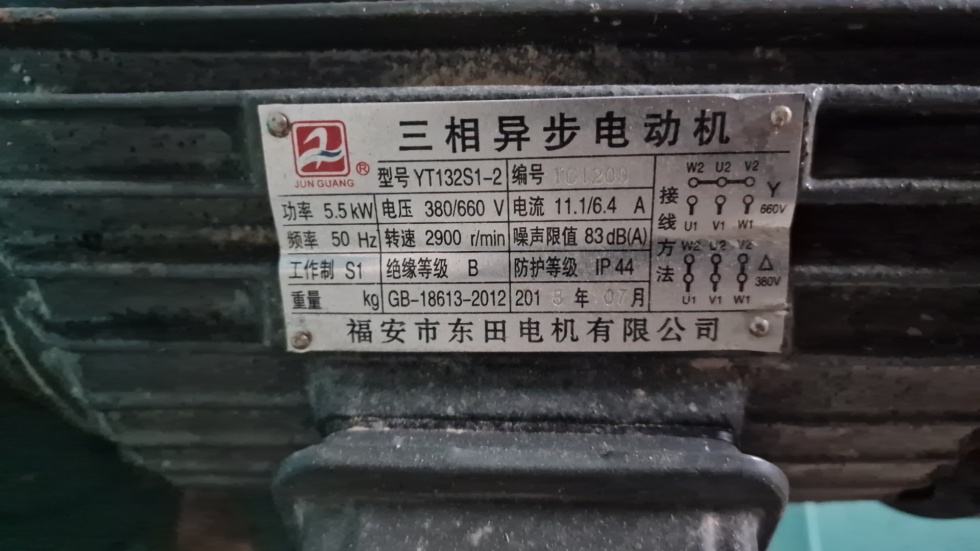 三相异步电动机
JUN GUANG ®
型号 YT132S1-2 编号
功率 5.5 kW 电压 380/660 V 电流 11.1/6.4 A
频率 50 Hz 转速 2900 r/min 噪声限值 83 dB(A)
工作制 S1 绝缘等级 B 防护等级 IP 44
重量 kg GB-18613-2012 201 年 07 月
福安市东田电机有限公司
接线方法
W2 U2 V2
Y
660V
U1 V1 W1
W2 U2 V2
△
380V
U1 V1 W1